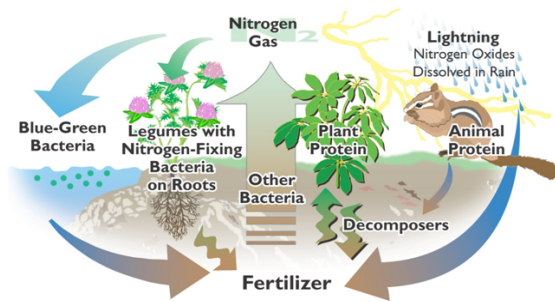 Nitrogen
Gas
N₂
Lightning
Nitrogen Oxides
Dissolved in Rain
Blue-Green
Bacteria
Legumes with
Nitrogen-Fixing
Bacteria
on Roots
Plant
Protein
Animal
Protein
Other
Bacteria
Decomposers
Fertilizer